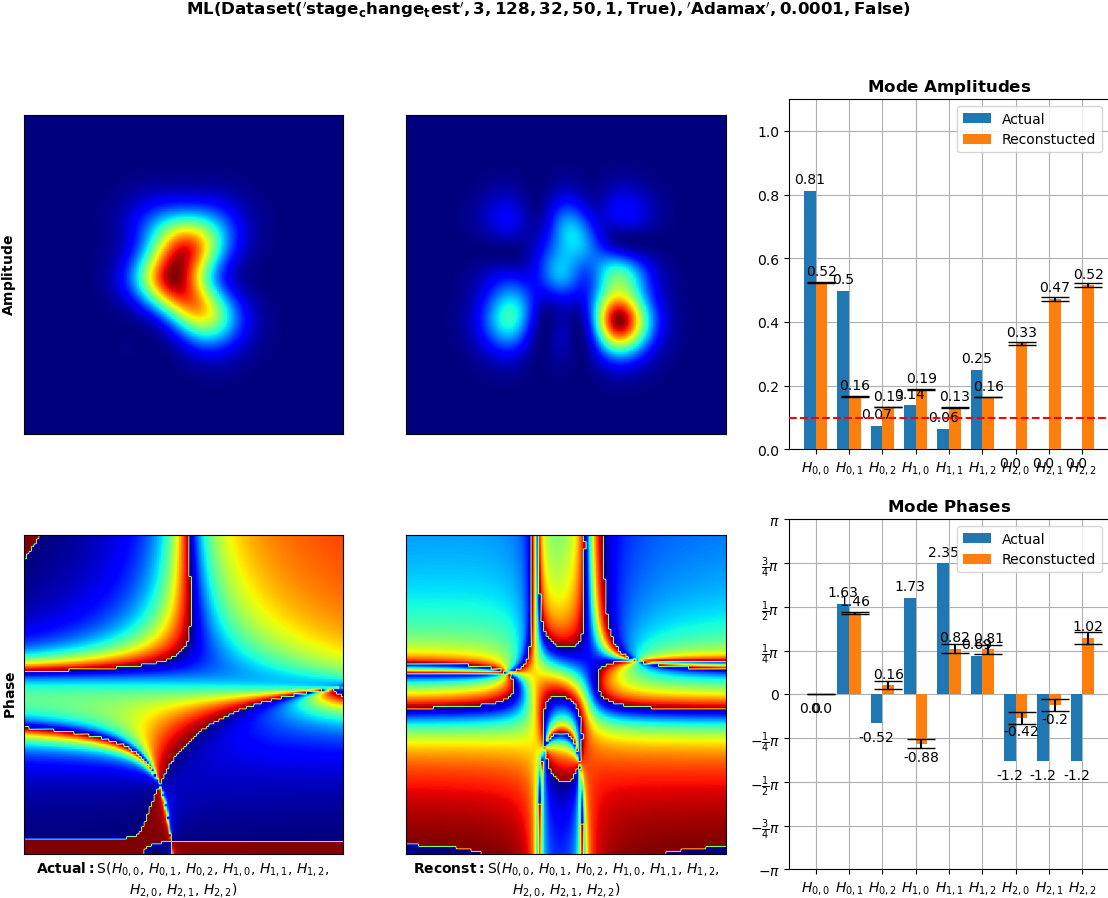 ML(Dataset('stage_change_test', 3, 128, 32, 50, 1, True), 'Adamax', 0.0001, False)
Amplitude
Mode Amplitudes
Actual
Reconstucted
1.0
0.8
0.6
0.4
0.2
0.0
0.81
0.52
0.5
0.16
0.07
0.13
0.14
0.19
0.06
0.13
0.25
0.16
0.0
0.33
0.0
0.47
0.0
0.52
H0,0 H0,1 H0,2 H1,0 H1,1 H1,2 H2,0 H2,1 H2,2
Phase
Actual: S(H0,0, H0,1, H0,2, H1,0, H1,1, H1,2,
H2,0, H2,1, H2,2)
Reconst: S(H0,0, H0,1, H0,2, H1,0, H1,1, H1,2,
H2,0, H2,1, H2,2)
Mode Phases
Actual
Reconstucted
π
3/4π
1/2π
1/4π
0
−1/4π
−1/2π
−3/4π
−π
0.0
0.0
1.63
1.46
-0.52
0.16
1.73
-0.88
2.35
0.82
0.69
0.81
-1.2
-0.42
-1.2
-0.2
-1.2
1.02
H0,0 H0,1 H0,2 H1,0 H1,1 H1,2 H2,0 H2,1 H2,2